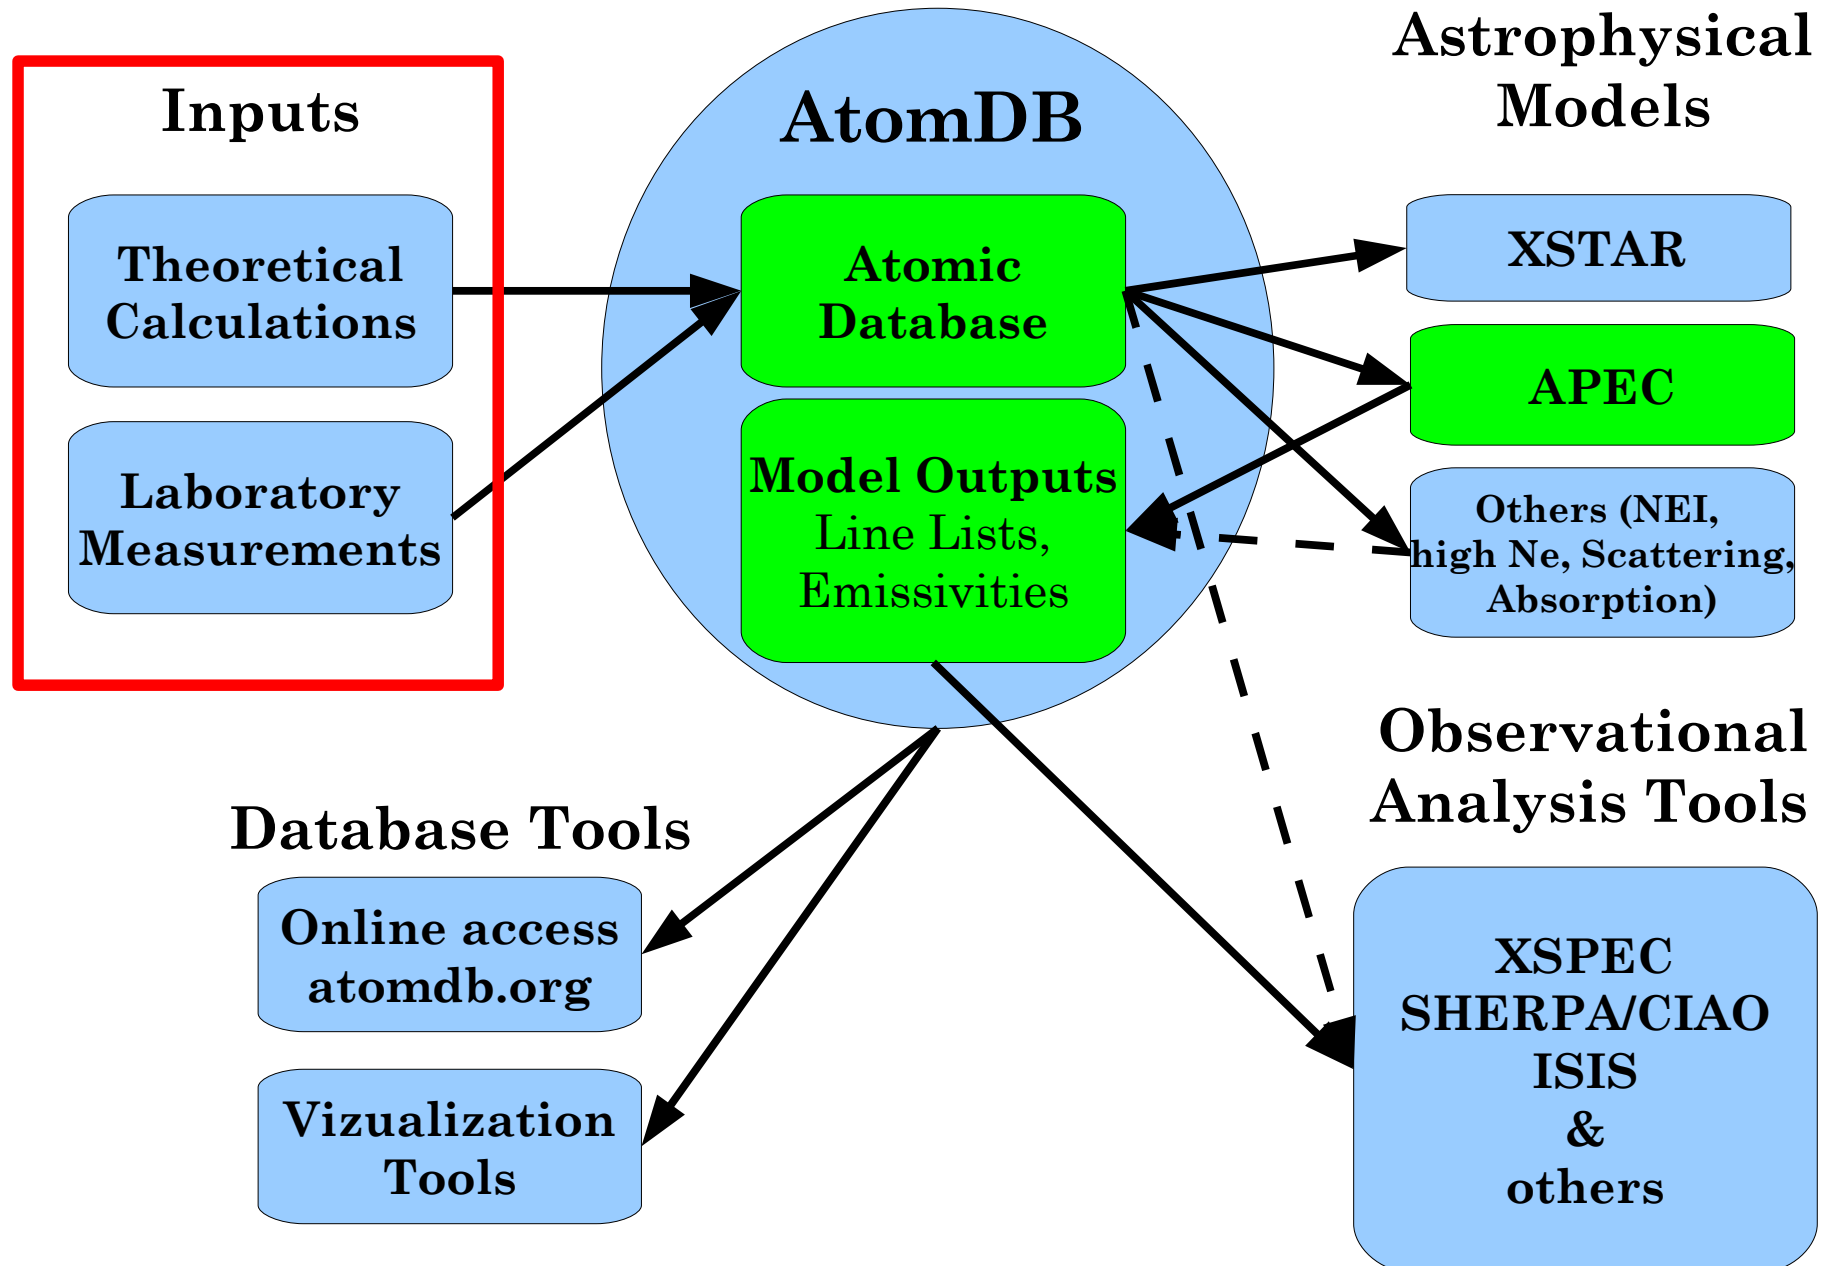 Inputs
Theoretical
Calculations
Laboratory
Measurements
AtomDB
Atomic
Database
Model Outputs
Line Lists,
Emissivities
Astrophysical
Models
XSTAR
APEC
Others (NEI,
high Ne, Scattering,
Absorption)
Database Tools
Online access
atomdb.org
Vizualization
Tools
Observational
Analysis Tools
XSPEC
SHERPA/CIAO
ISIS
&
others